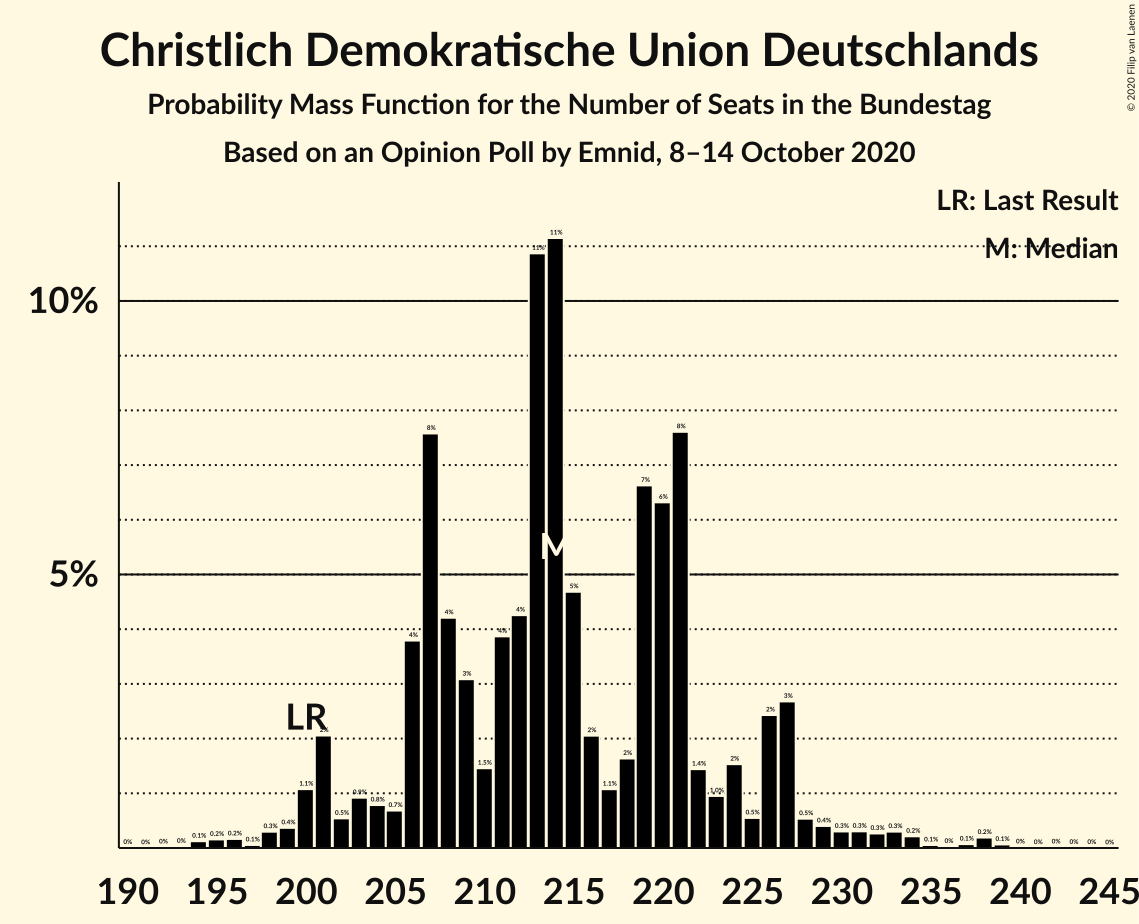 Christlich Demokratische Union Deutschlands
Probability Mass Function for the Number of Seats in the Bundestag
Based on an Opinion Poll by Emnid, 8–14 October 2020
© 2020 Filip van Laenen
LR: Last Result
M: Median
10%
5%
LR
M
0% 0% 0% 0% 0.1% 0.2% 0.2% 0.1% 0.3% 0.4% 1.1% 2% 0.5% 0.9% 0.8% 0.7% 4% 8% 4% 3% 1.5% 4% 4% 11% 11% 5% 2% 1.1% 2% 7% 6% 8% 1.4% 1.0% 2% 0.5% 2% 3% 0.5% 0.4% 0.3% 0.3% 0.3% 0.3% 0.2% 0.1% 0% 0.1% 0.2% 0.1% 0% 0% 0% 0% 0% 0%
190 195 200 205 210 215 220 225 230 235 240 245